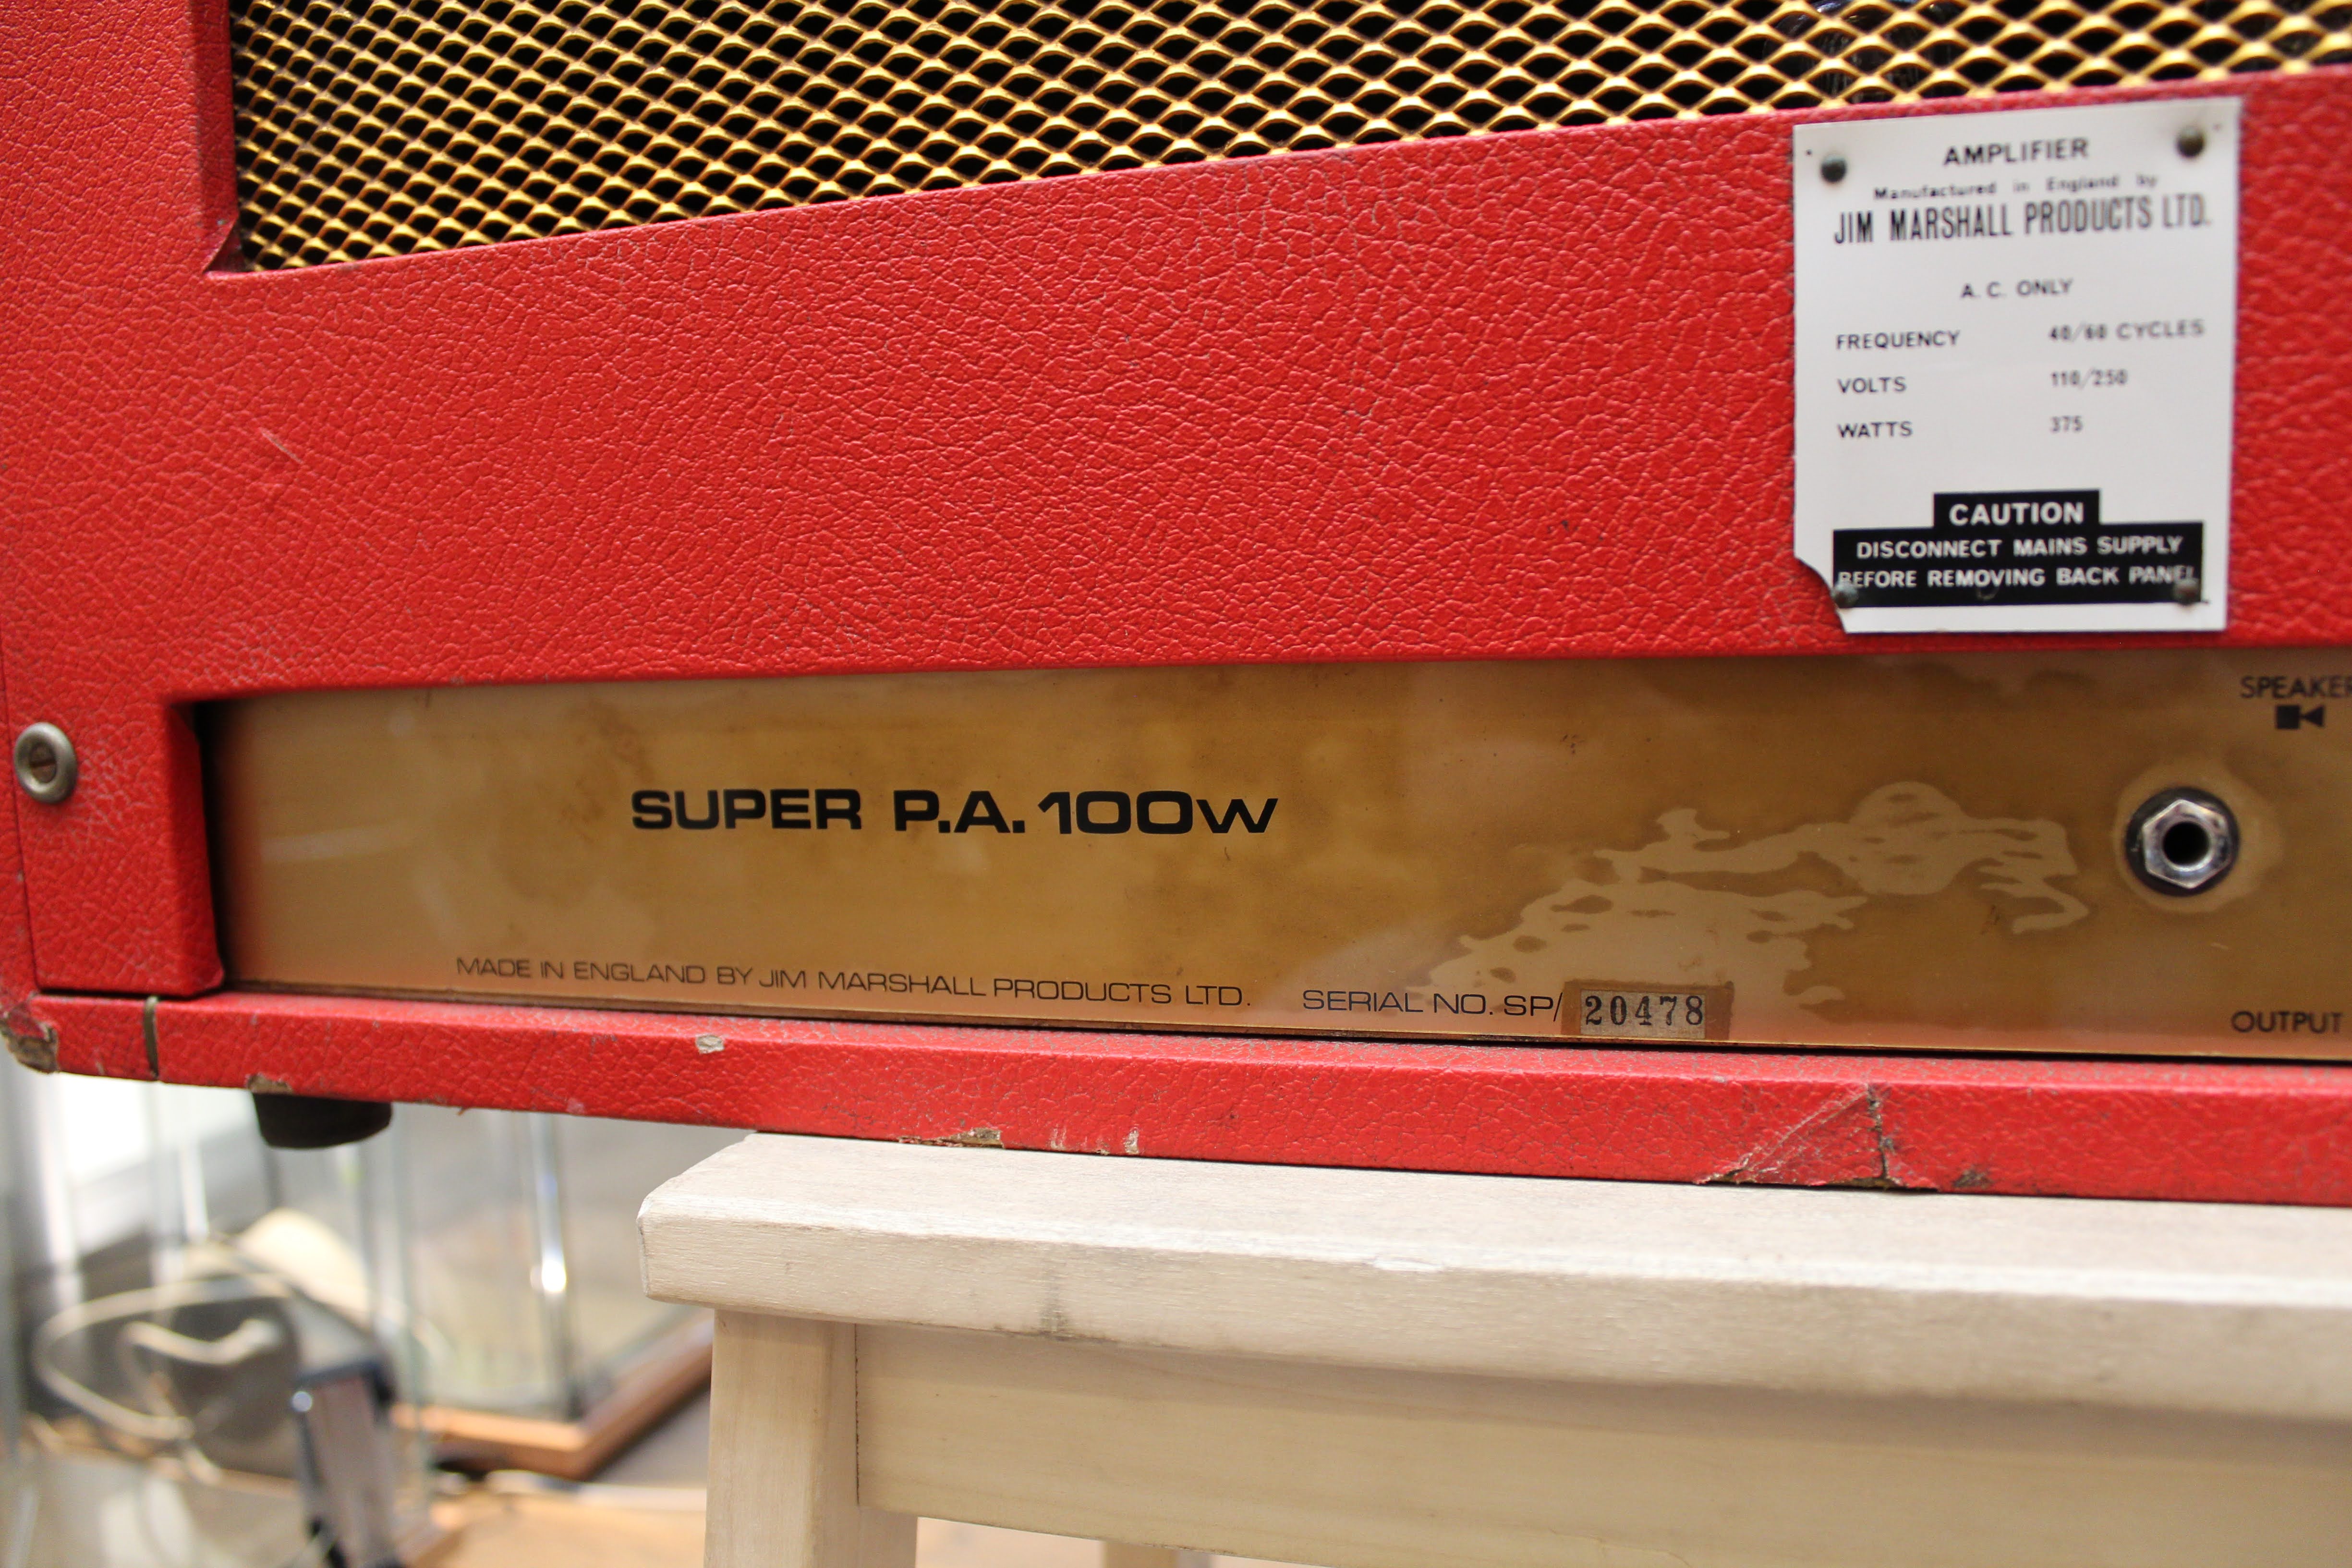 AMPLIFIER
Manufactured in England by
JIM MARSHALL PRODUCTS LTD.
A. C. ONLY
FREQUENCY 40/60 CYCLES
VOLTS 110/250
WATTS 375
CAUTION
DISCONNECT MAINS SUPPLY
BEFORE REMOVING BACK PANEL
SPEAKER
SUPER P.A. 100W
MADE IN ENGLAND BY JIM MARSHALL PRODUCTS LTD. SERIAL NO. SP/ 20478
OUTPUT